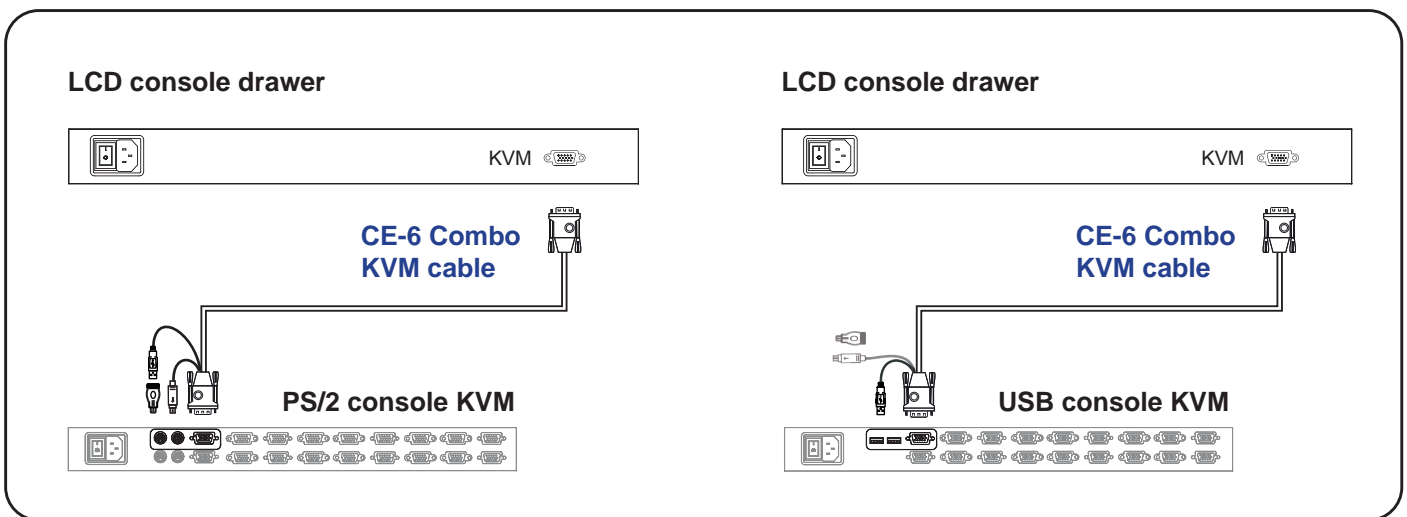 LCD console drawer
KVM
CE-6 Combo
KVM cable
PS/2 console KVM
LCD console drawer
KVM
CE-6 Combo
KVM cable
USB console KVM